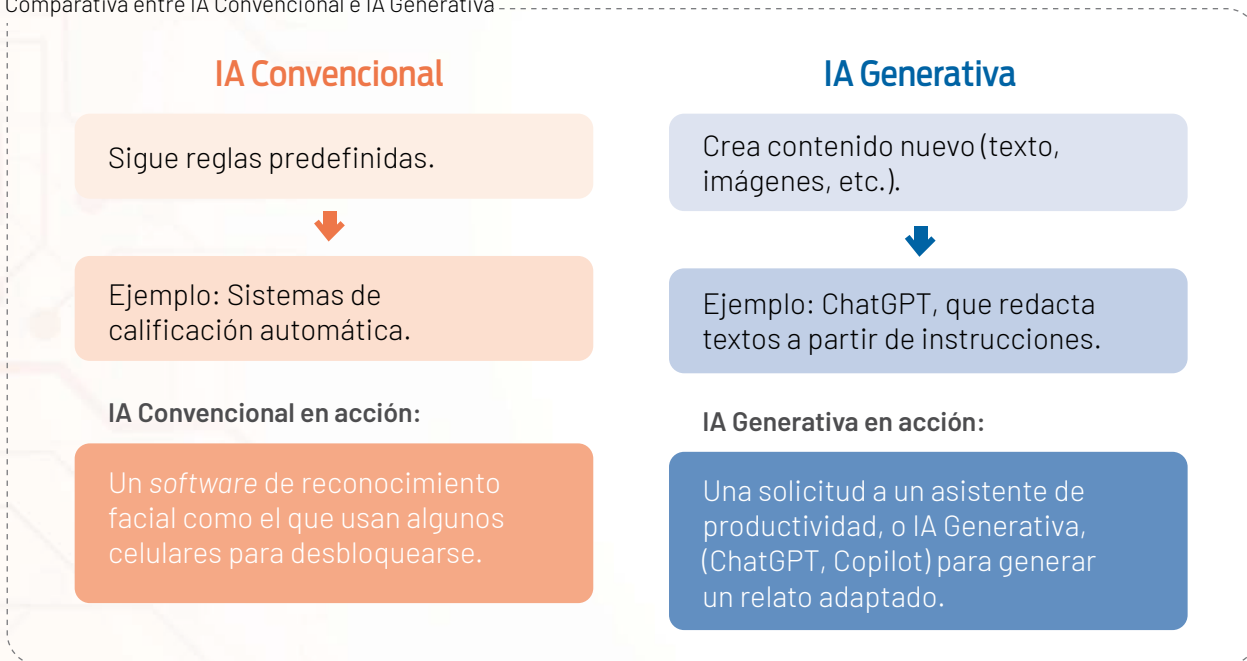 Comparativa entre IA Convencional e IA Generativa
IA Convencional
Sigue reglas predefinidas.
Ejemplo: Sistemas de
calificación automática.
IA Convencional en acción:
Un software de reconocimiento
facial como el que usan algunos
celulares para desbloquearse.
IA Generativa
Crea contenido nuevo (texto,
imágenes, etc.).
Ejemplo: ChatGPT, que redacta
textos a partir de instrucciones.
IA Generativa en acción:
Una solicitud a un asistente de
productividad, o IA Generativa,
(ChatGPT, Copilot) para generar
un relato adaptado.